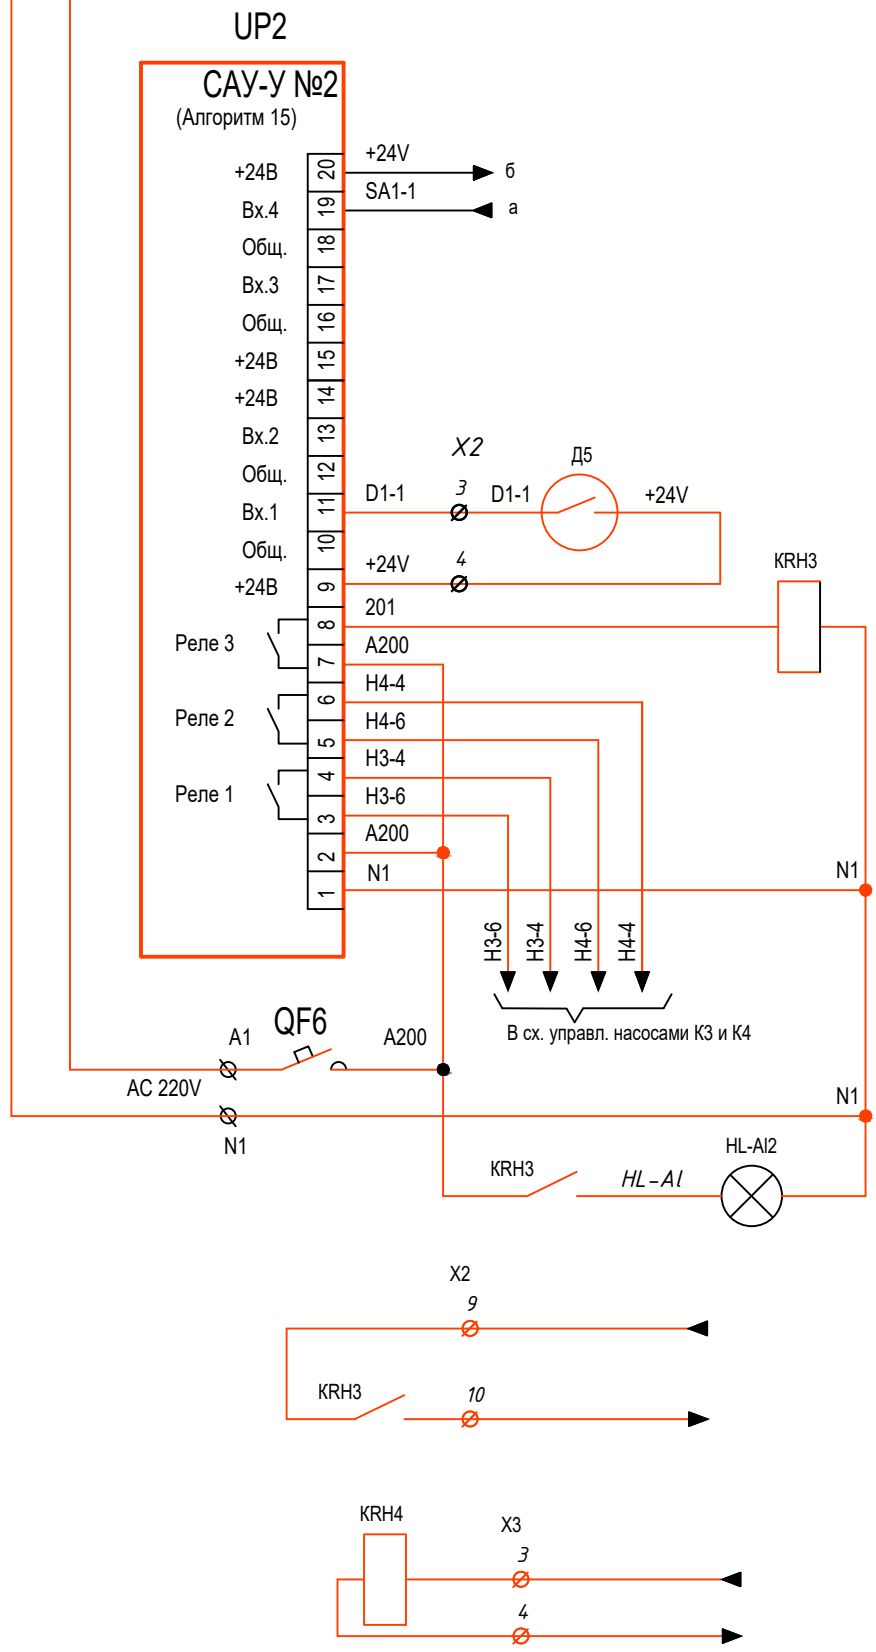 UP2
САУ-У №2
(Алгоритм 15)
+24В 20 +24V б
Вх.4 19 SA1-1 а
Общ. 18
Вх.3 17
Общ. 16
+24В 15
+24В 14
Вх.2 13
Общ. 12
Вх.1 11 D1-1
X2
3
D1-1
Д5
+24V
Общ. 10
+24В 9 +24V
4
KRH3
8 201
Реле 3
7 A200
6 H4-4
Реле 2
5 H4-6
4 H3-4
Реле 1
3 H3-6
2 A200
1 N1
N1
H3-6 H3-4 H4-6 H4-4
В сх. управл. насосами К3 и К4
A1 QF6 A200
AC 220V
N1
N1
KRH3 HL-Al HL-Al2
X2
9
KRH3 10
KRH4
X3
3
4